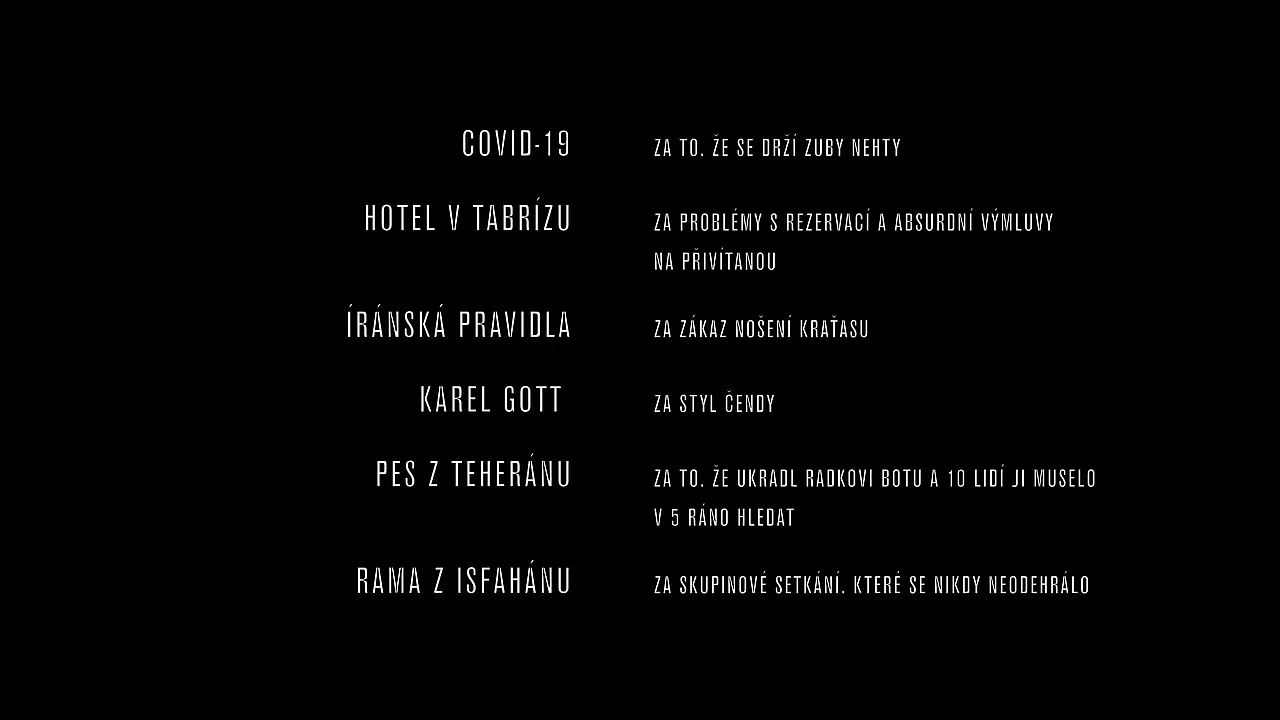 COVID-19 ZA TO, ŽE SE DRŽÍ ZUBY NEHTY
HOTEL V TABRÍZU ZA PROBLÉMY S REZERVACÍ A ABSURDNÍ VÝMLUVY
NA PŘIVÍTANOU
ÍRÁNSKÁ PRAVIDLA ZA ZÁKAZ NOŠENÍ KRAŤASU
KAREL GOTT ZA STYL ČENDY
PES Z TEHERÁNU ZA TO, ŽE UKRADL RADKOVI BOTU A 10 LIDÍ JI MUSELO
V 5 RÁNO HLEDAT
RAMA Z ISFAHÁNU ZA SKUPINOVÉ SETKÁNÍ, KTERÉ SE NIKDY NEODEHRÁLO